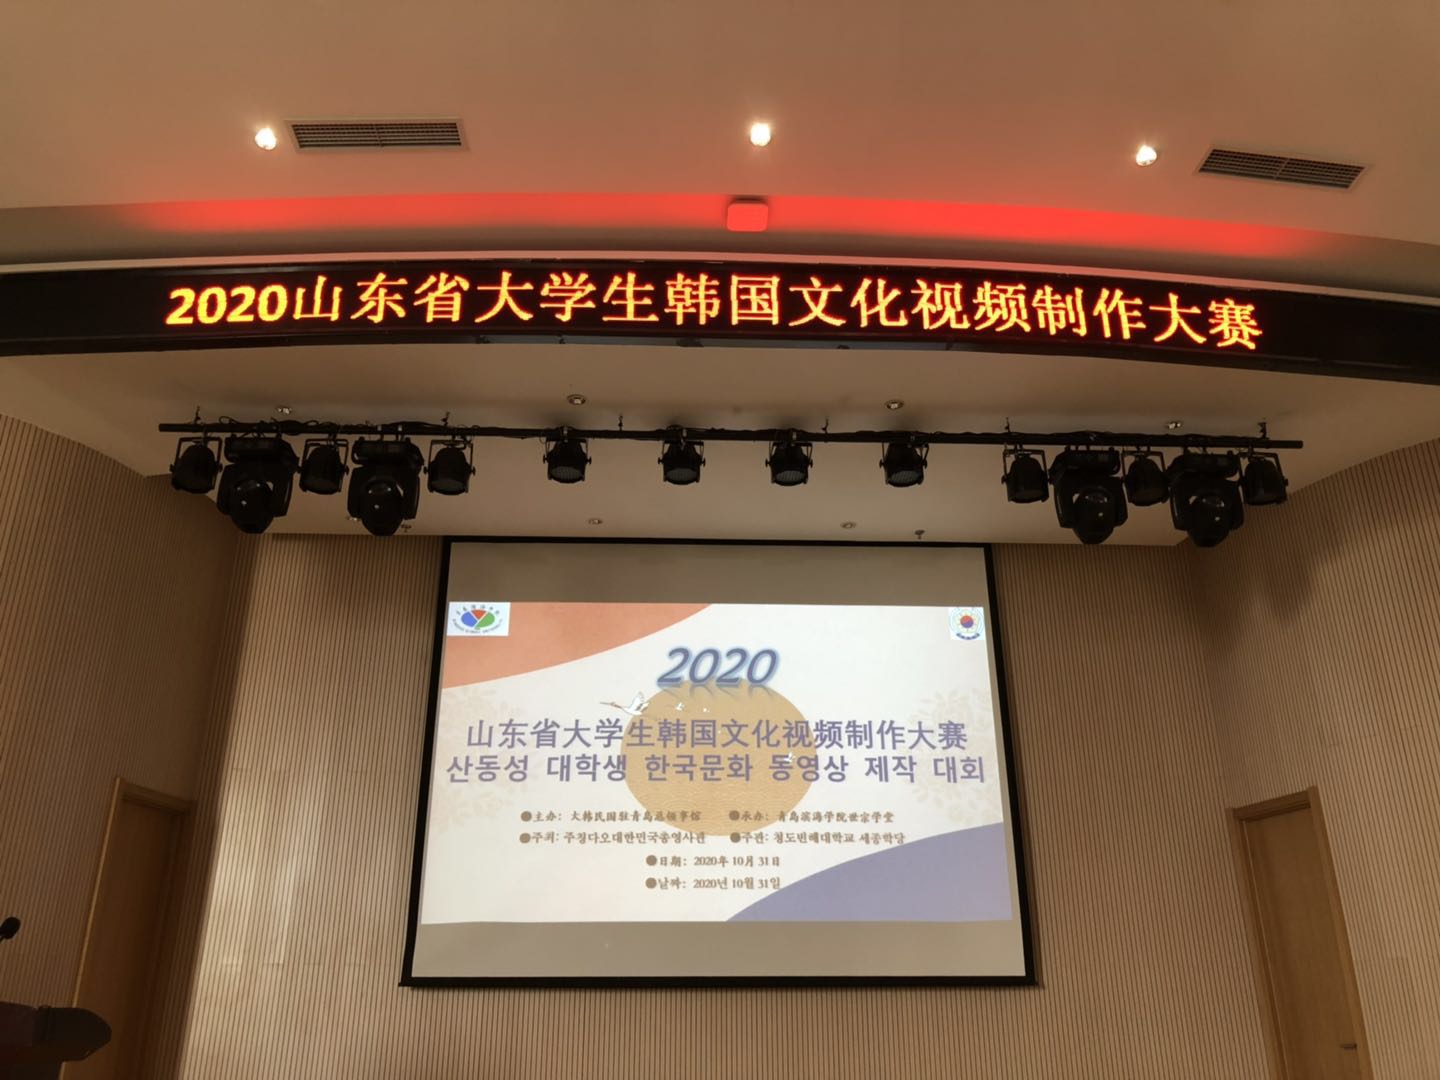 2020山东省大学生韩国文化视频制作大赛
2020
山东省大学生韩国文化视频制作大赛
산동성 대학생 한국문화 동영상 제작 대회
●主办：大韩民国驻青岛总领事馆 ●承办：青岛滨海学院世宗学堂
●주최: 주칭다오대한민국총영사관 ●주관: 청도빈해대학교 세종학당
●日期：2020年10月31日
●날짜: 2020년 10월 31일